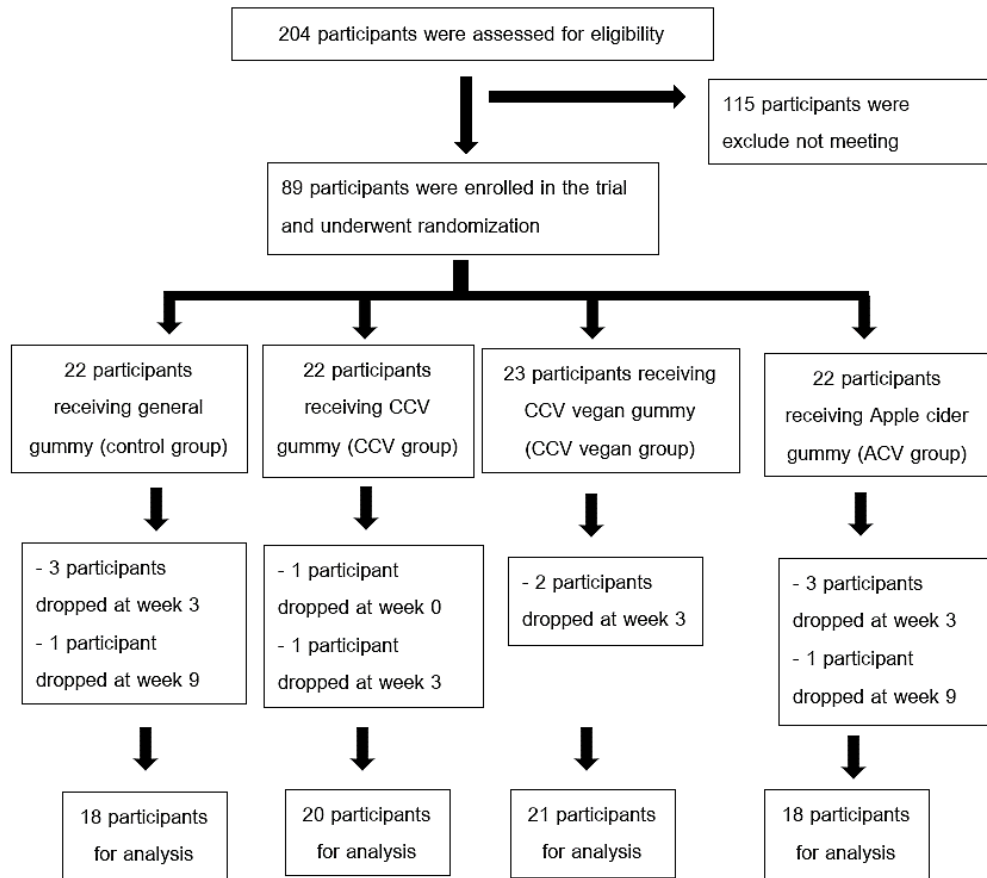 204 participants were assessed for eligibility
115 participants were
exclude not meeting
89 participants were enrolled in the trial
and underwent randomization
22 participants
receiving general
gummy (control group)
22 participants
receiving CCV
gummy (CCV group)
23 participants receiving
CCV vegan gummy
(CCV vegan group)
22 participants
receiving Apple cider
gummy (ACV group)
- 3 participants
dropped at week 3
- 1 participant
dropped at week 9
- 1 participant
dropped at week 0
- 1 participant
dropped at week 3
- 2 participants
dropped at week 3
- 3 participants
dropped at week 3
- 1 participant
dropped at week 9
18 participants
for analysis
20 participants
for analysis
21 participants
for analysis
18 participants
for analysis